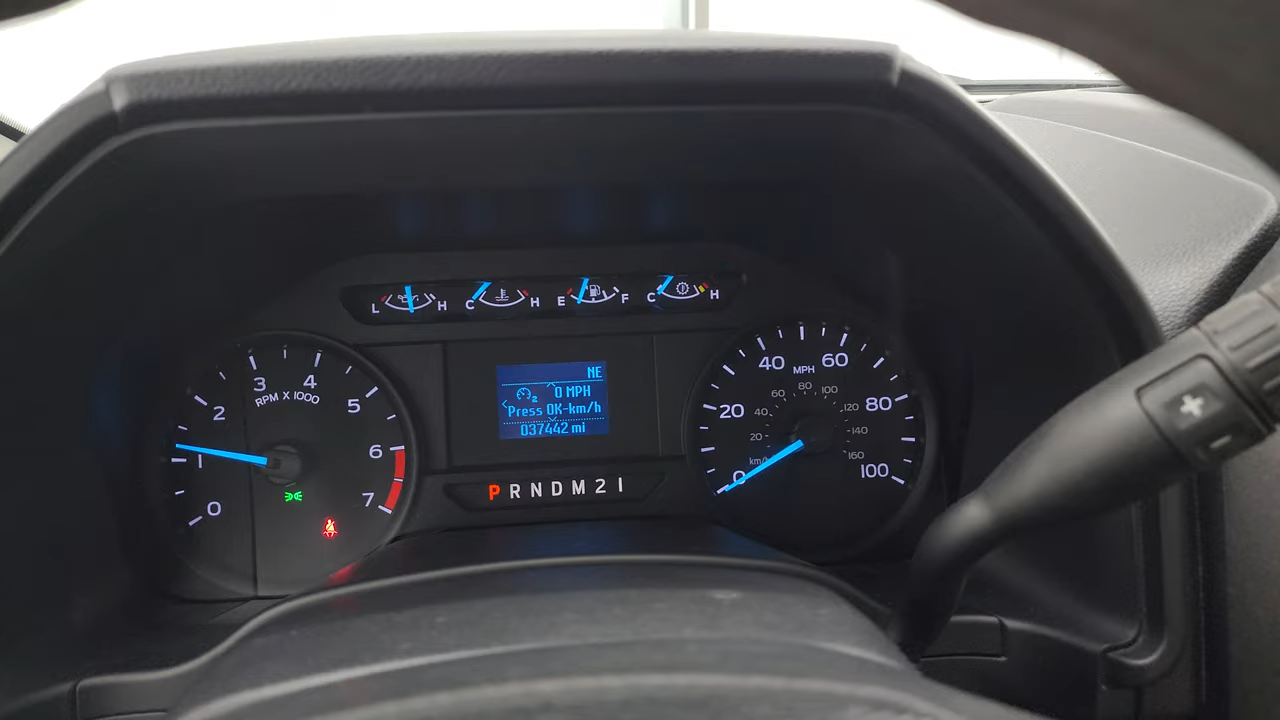 L H C H E F C H
3 4
RPM X 1000
2 5
1 6
0 7
NE
0 MPH
Press OK-km/h
037442 mi
P R N D M 2 1
40 MPH 60
80
60 100
20 40 120 80
20 140
km/h 160
0 100
+
-